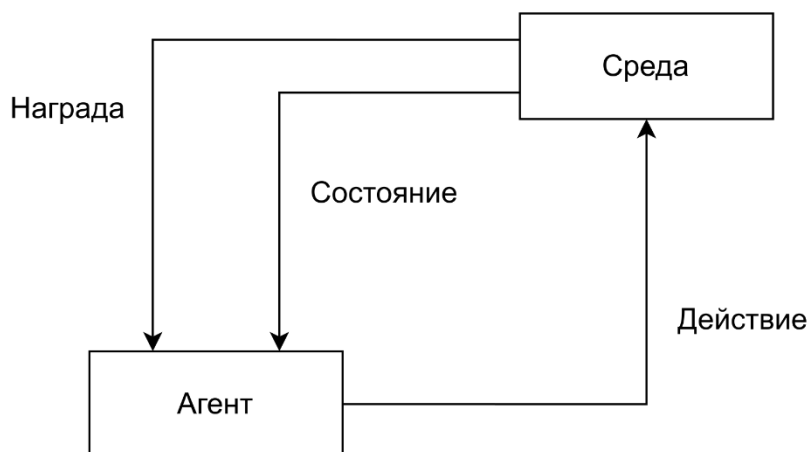 Среда
Награда
Состояние
Действие
Агент